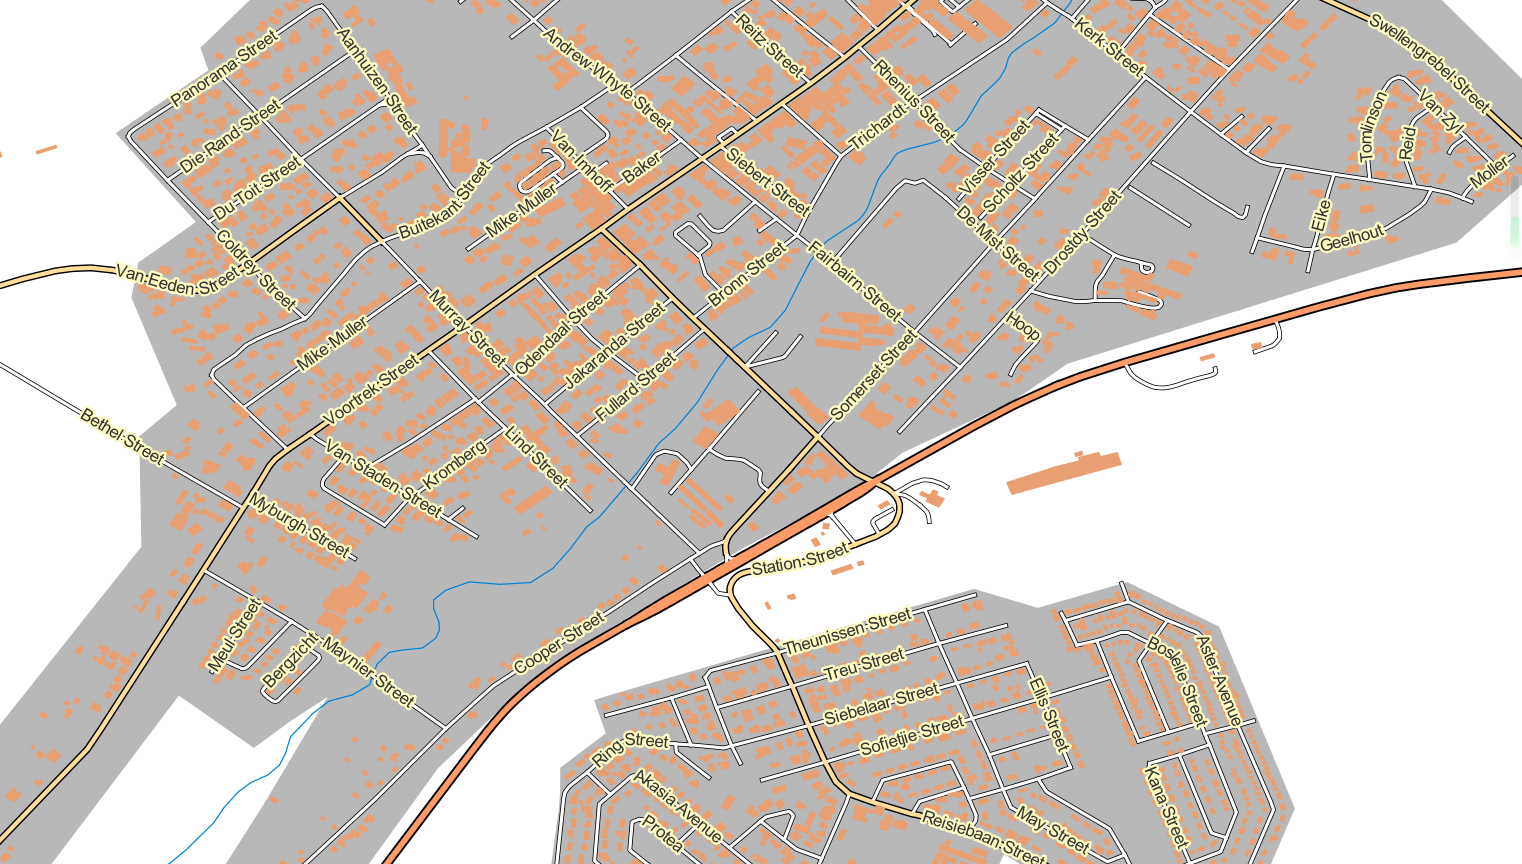 Swellengrebel Street
Kerk Street
Reitz Street
Andrew Whyte Street
Aanhuizen Street
Panorama Street
Rhenius Street
Die Rand Street
Trichardt
Van Zyl
Tomlinson
Reid
Van Imhoff
Baker
Visser Street
Scholtz Street
Siebert Street
Moller
Du Toit Street
Buitekant Street
Mike Muller
De Mist Street
Drostdy Street
Eike
Geelhout
Coldrey Street
Van Eeden Street
Bronn Street
Fairbairn Street
Murray Street
Odendaal Street
Jakaranda Street
Hoop
Mike Muller
Fullard Street
Somerset Street
Voortrek Street
Bethel Street
Lind Street
Kromberg
Van Staden Street
Myburgh Street
Station Street
Meul Street
Bergzicht
Maynier Street
Cooper Street
Theunissen Street
Treu Street
Siebelaar Street
Sofietjie Street
Ellis Street
Boskelie Street
Aster Avenue
Ring Street
Akasia Avenue
Protea
Reisiebaan Street
May Street
Kana Street